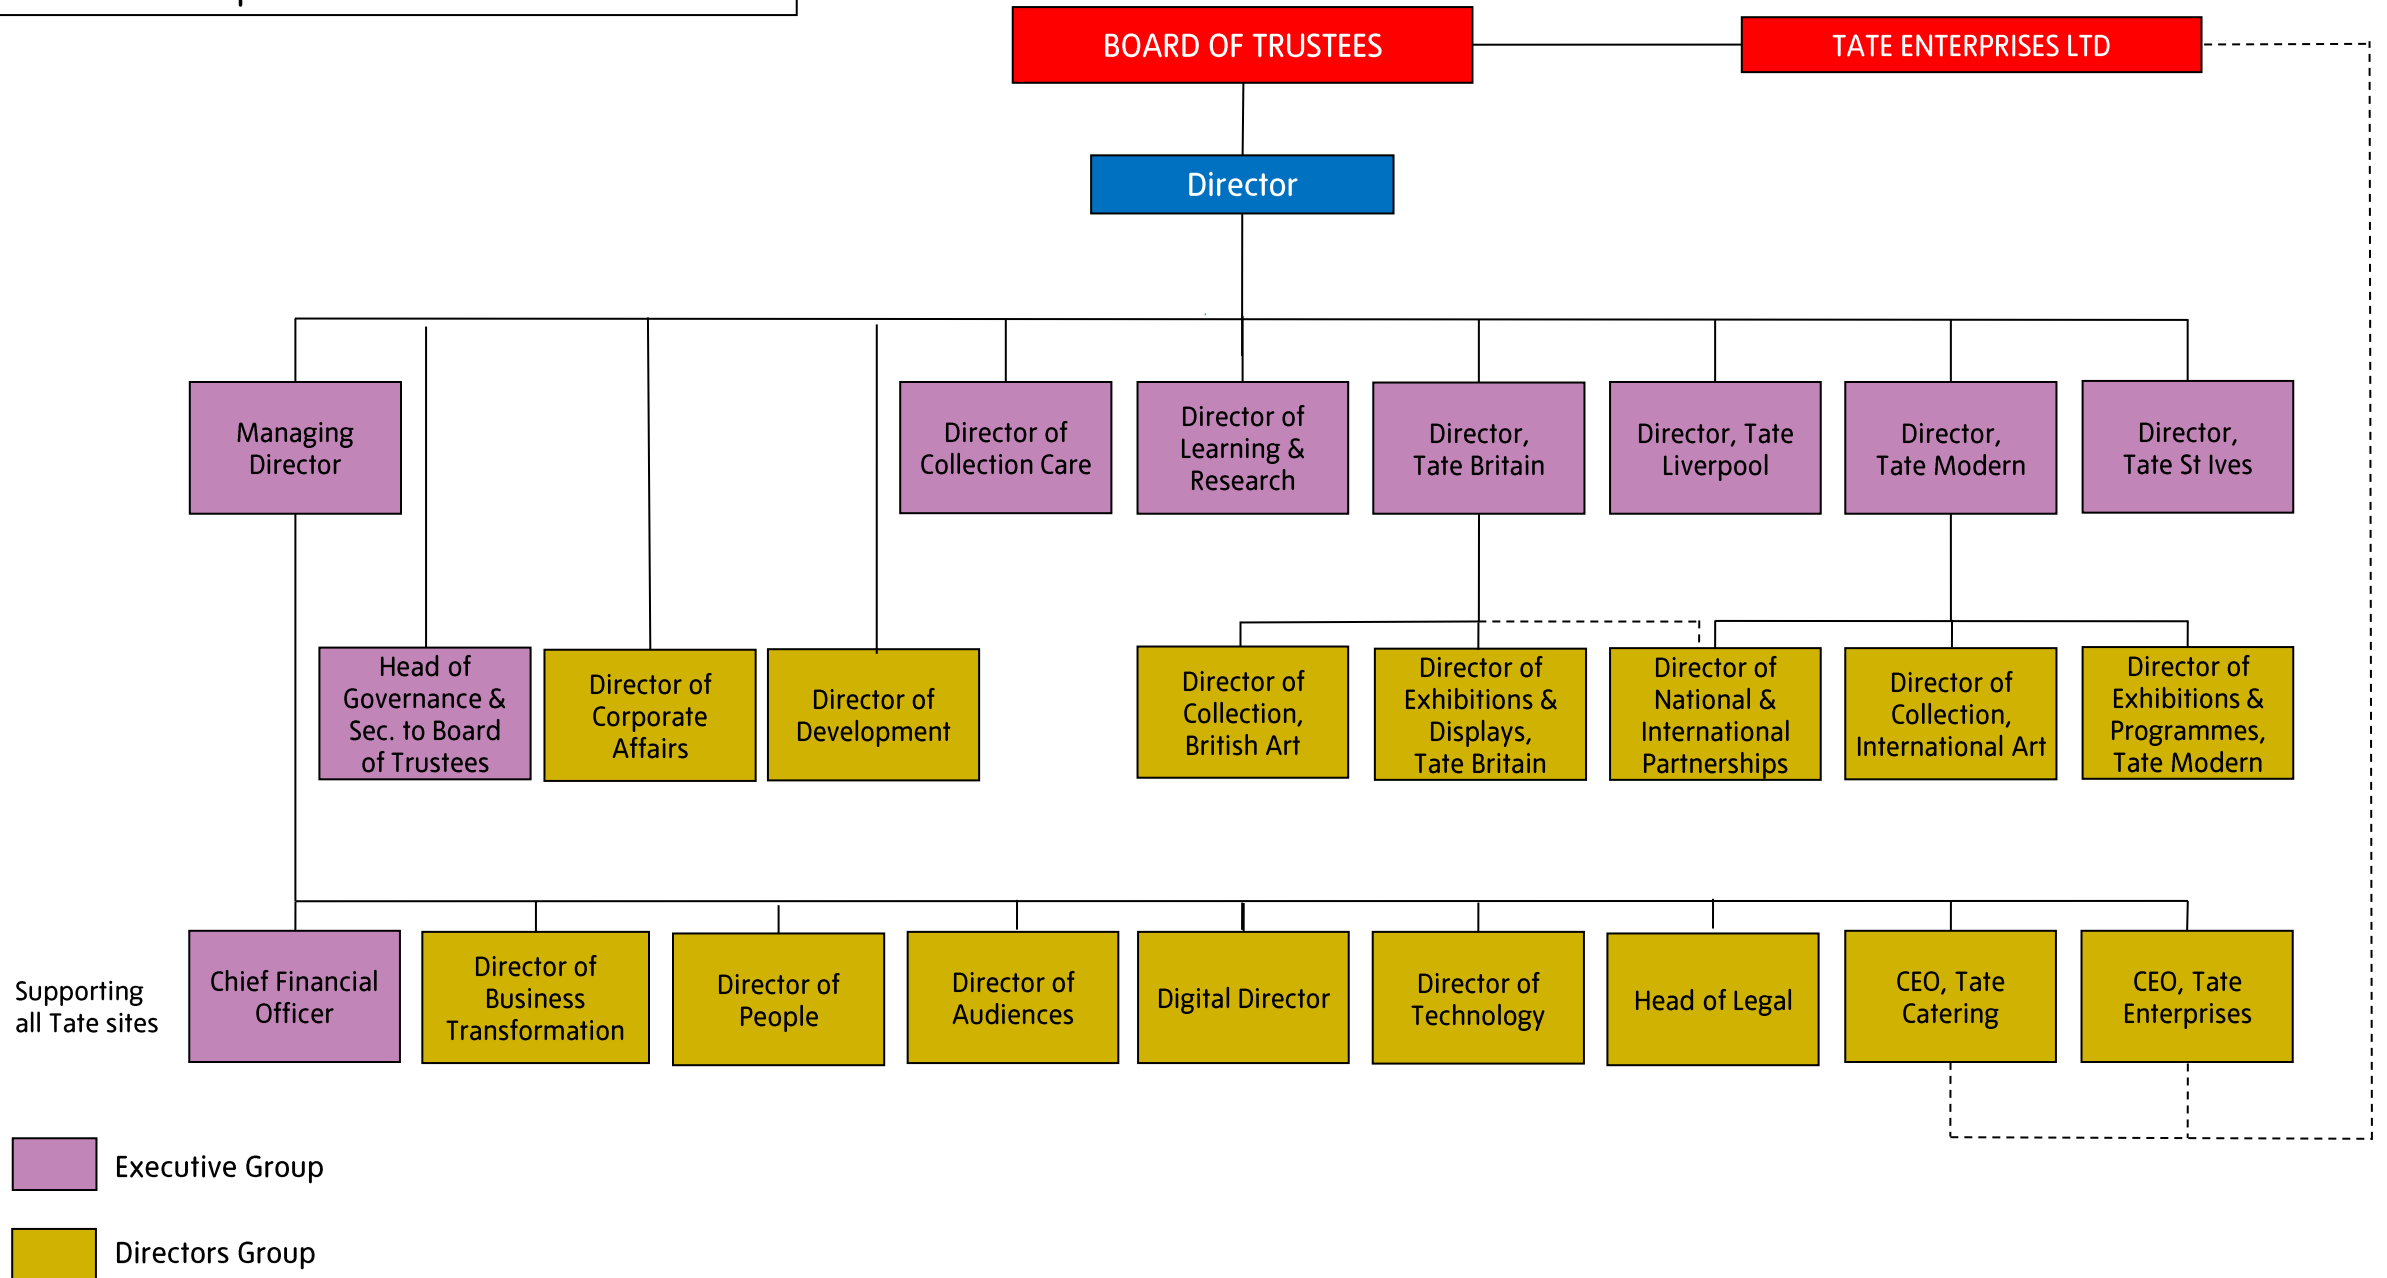 BOARD OF TRUSTEES
TATE ENTERPRISES LTD
Director
Managing
Director
Director of
Collection Care
Director of
Learning &
Research
Director,
Tate Britain
Director, Tate
Liverpool
Director,
Tate Modern
Director,
Tate St Ives
Head of
Governance &
Sec. to Board
of Trustees
Director of
Corporate
Affairs
Director of
Development
Director of
Collection,
British Art
Director of
Exhibitions &
Displays,
Tate Britain
Director of
National &
International
Partnerships
Director of
Collection,
International Art
Director of
Exhibitions &
Programmes,
Tate Modern
Supporting
all Tate sites
Chief Financial
Officer
Director of
Business
Transformation
Director of
People
Director of
Audiences
Digital Director
Director of
Technology
Head of Legal
CEO, Tate
Catering
CEO, Tate
Enterprises
Executive Group
Directors Group